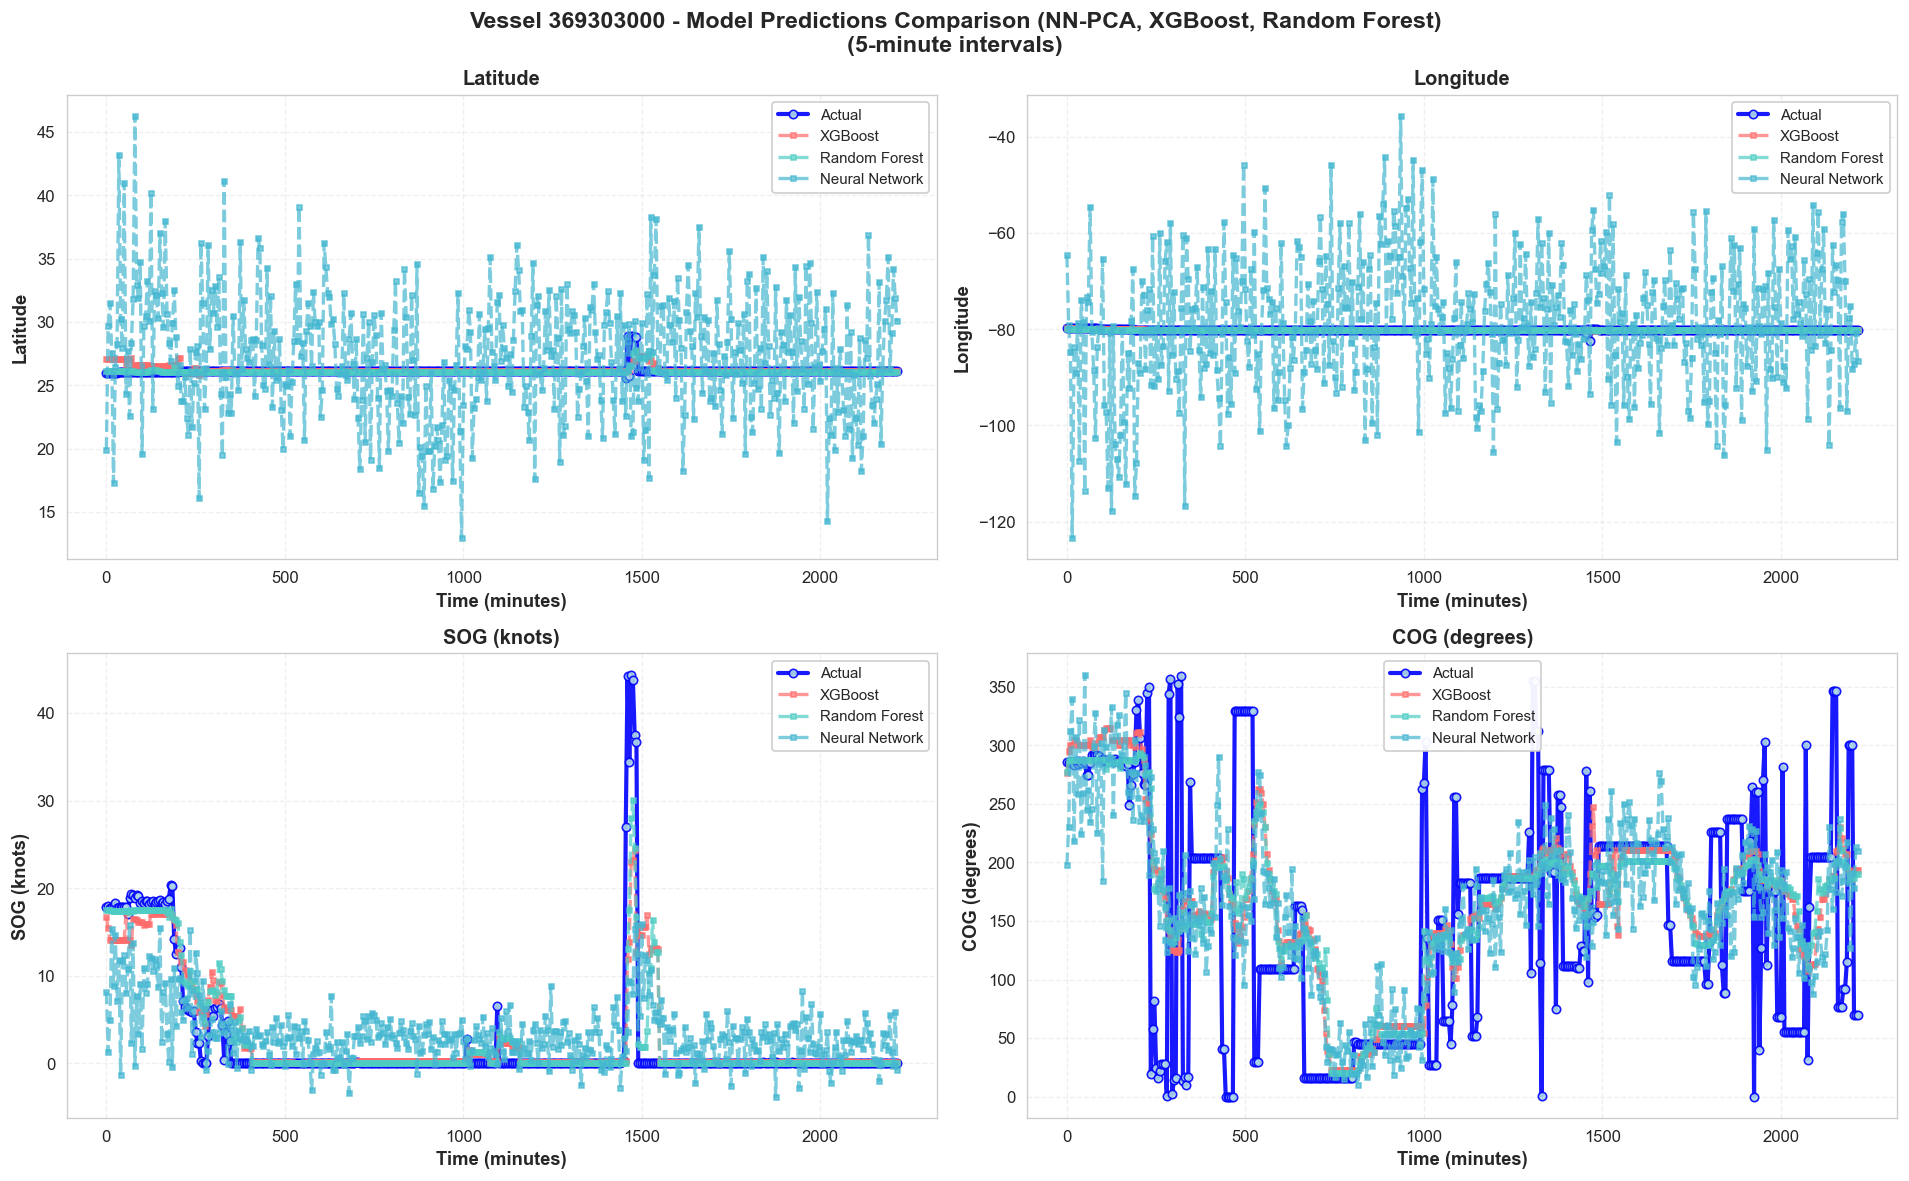 Vessel 369303000 - Model Predictions Comparison (NN-PCA, XGBoost, Random Forest)
(5-minute intervals)
Latitude
45
40
35
30
25
20
15
Latitude
Actual
XGBoost
Random Forest
Neural Network
0 500 1000 1500 2000
Time (minutes)
Longitude
−40
−60
−80
−100
−120
Longitude
Actual
XGBoost
Random Forest
Neural Network
0 500 1000 1500 2000
Time (minutes)
SOG (knots)
40
30
20
10
0
SOG (knots)
Actual
XGBoost
Random Forest
Neural Network
0 500 1000 1500 2000
Time (minutes)
COG (degrees)
350
300
250
200
150
100
50
0
COG (degrees)
Actual
XGBoost
Random Forest
Neural Network
0 500 1000 1500 2000
Time (minutes)